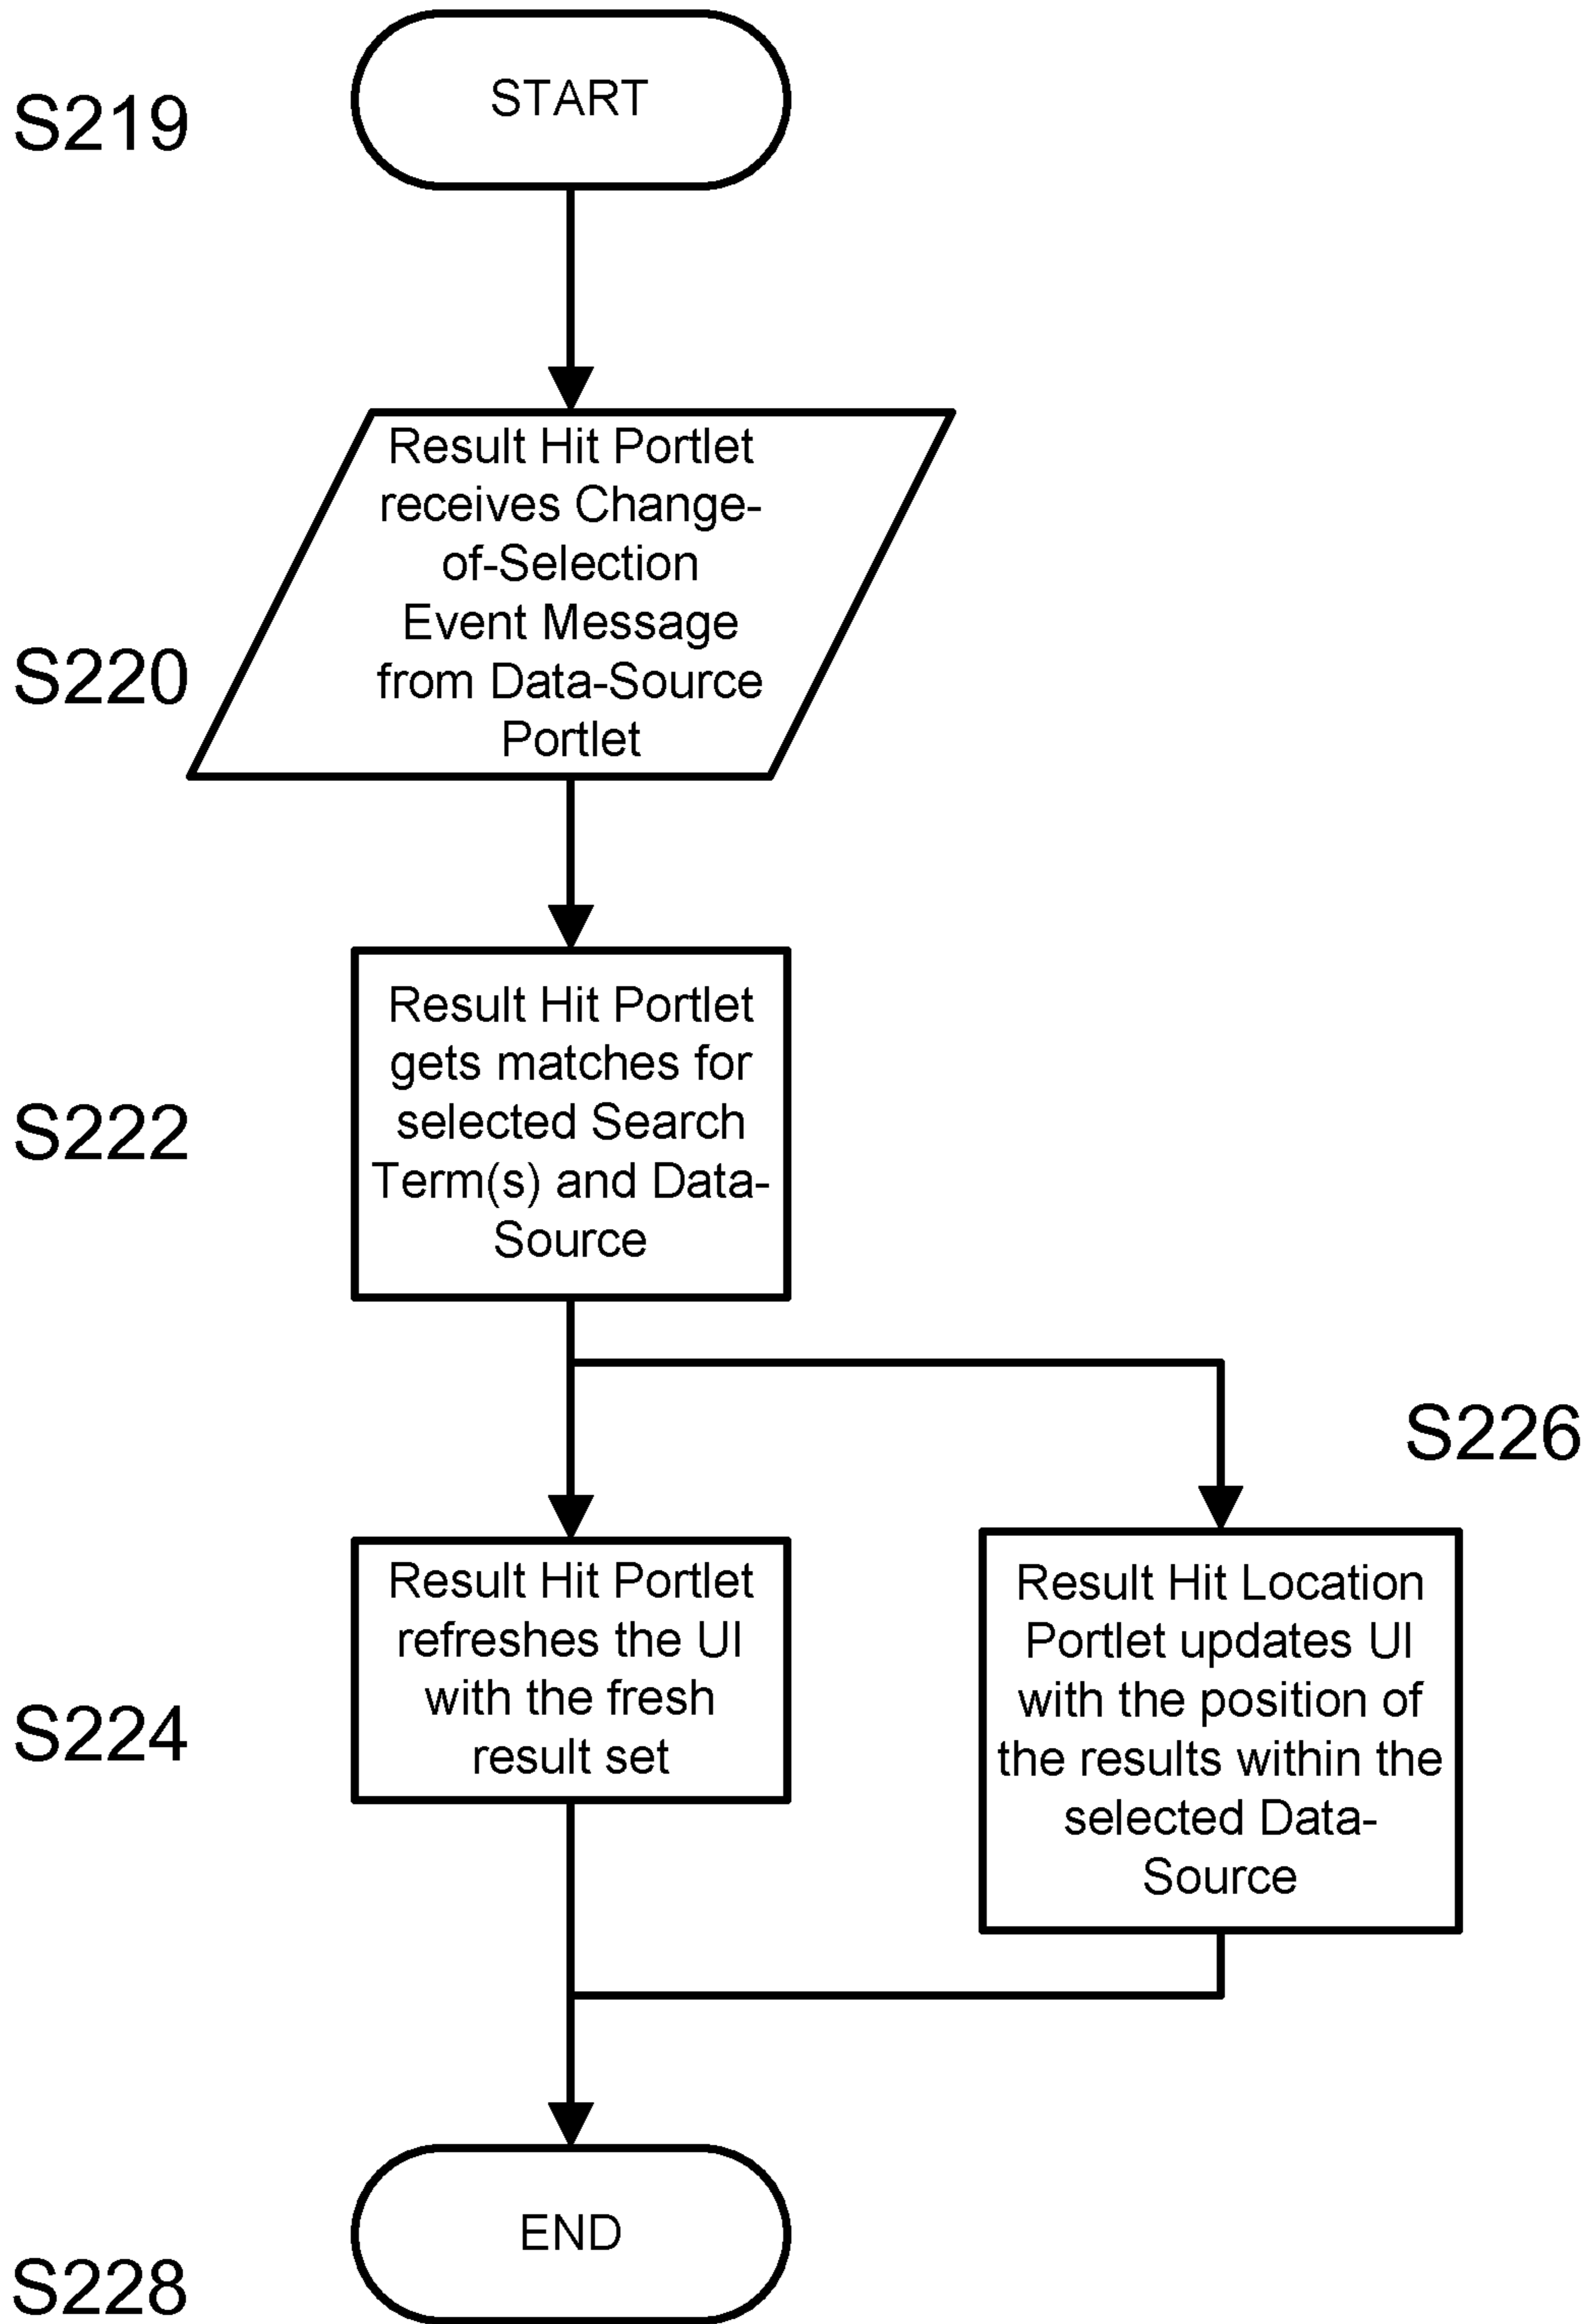 S219
START
Result Hit Portlet
receives Change-
of-Selection
Event Message
from Data-Source
Portlet
S220
Result Hit Portlet
gets matches for
selected Search
Term(s) and Data-
Source
S222
S226
Result Hit Portlet
refreshes the UI
with the fresh
result set
S224
Result Hit Location
Portlet updates UI
with the position of
the results within the
selected Data-
Source
END
S228